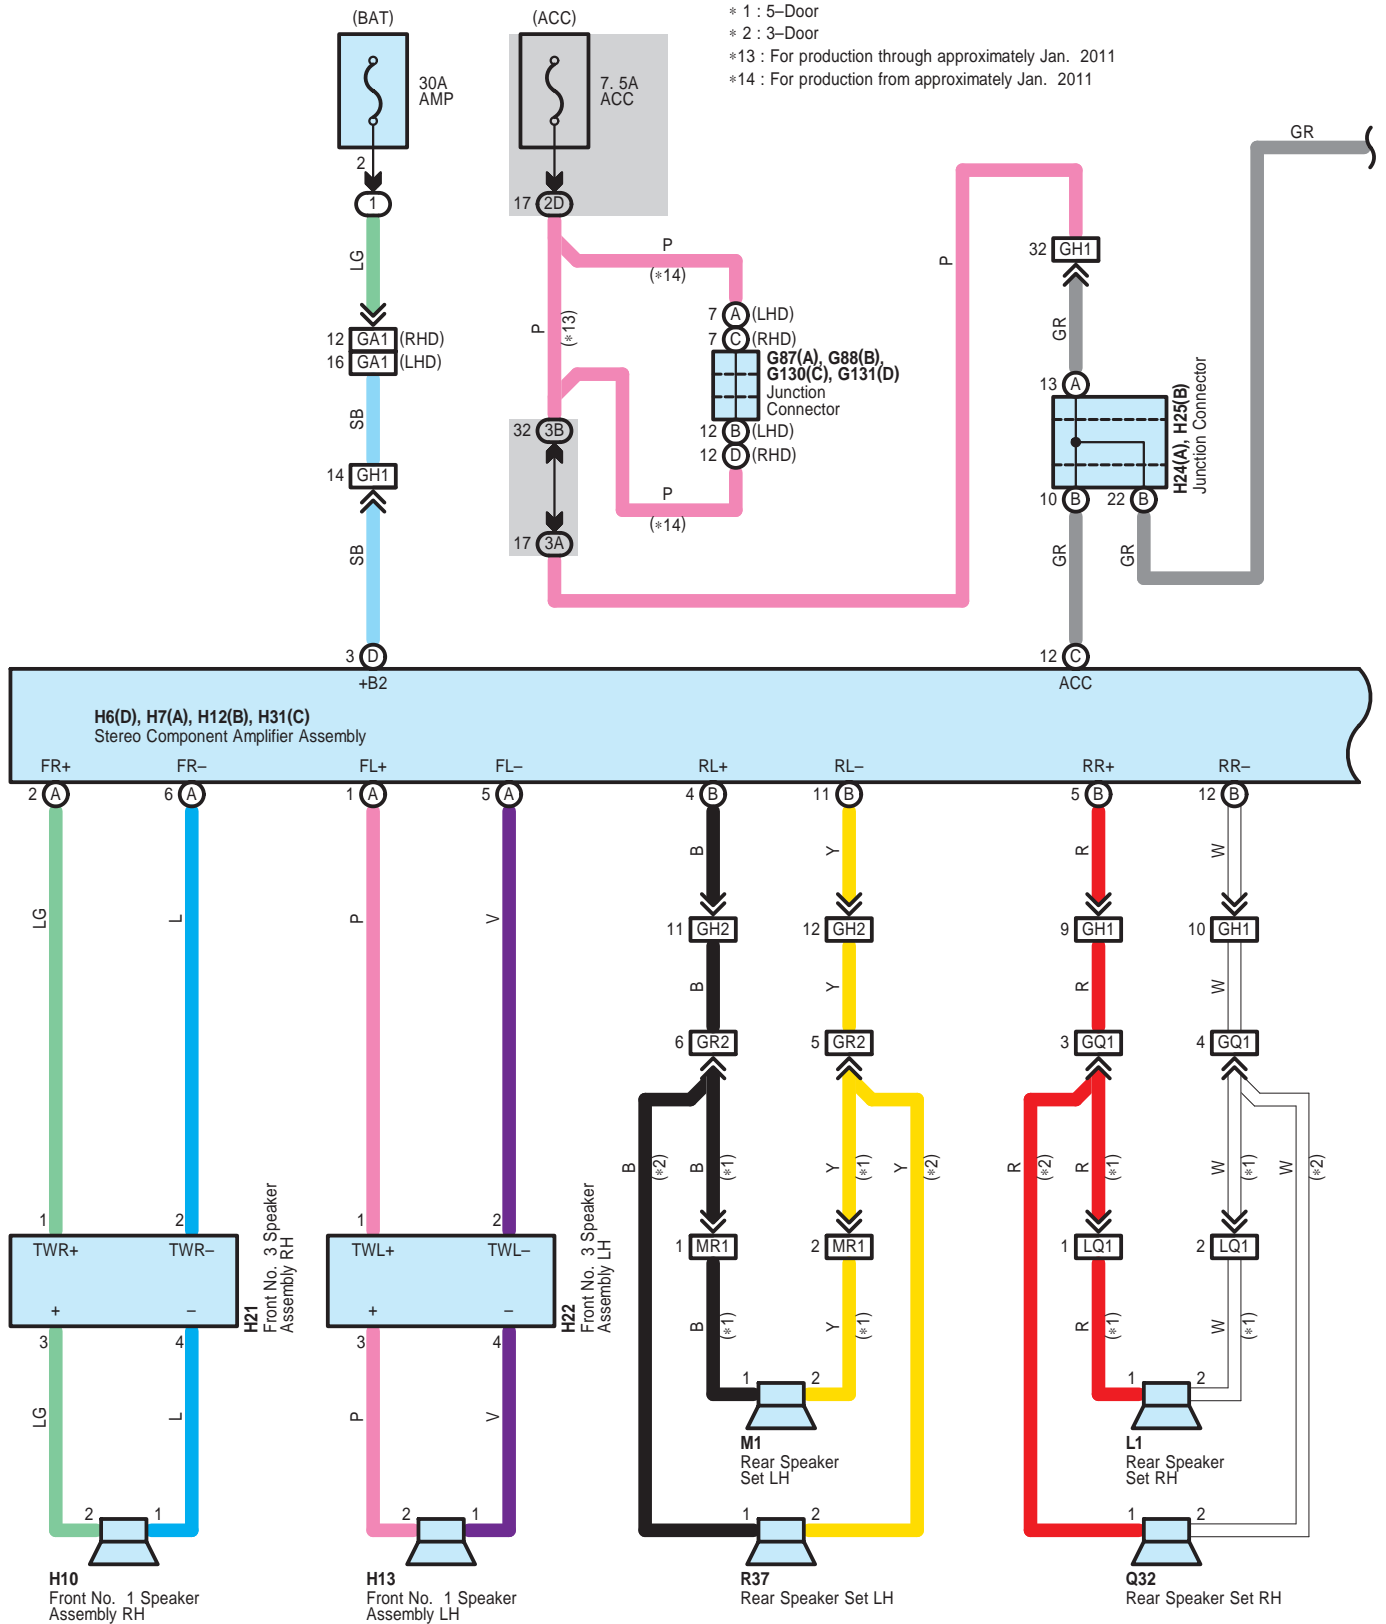 (BAT)
(ACC)
∗ 1 : 5–Door
∗ 2 : 3–Door
∗13 : For production through approximately Jan. 2011
∗14 : For production from approximately Jan. 2011
30A
AMP
7. 5A
ACC
GR
2
1
17 2D
LG
P
(∗14)
P
(∗13)
P
32 GH1
7 A (LHD)
7 C (RHD)
12 GA1 (RHD)
16 GA1 (LHD)
G87(A), G88(B),
G130(C), G131(D)
Junction
Connector
GR
13 A
H24(A), H25(B)
Junction Connector
SB
32 3B
12 B (LHD)
12 D (RHD)
14 GH1
P
(∗14)
10 B 22 B
17 3A
SB
GR
GR
3 D
12 C
+B2
ACC
H6(D), H7(A), H12(B), H31(C)
Stereo Component Amplifier Assembly
FR+ FR– FL+ FL– RL+ RL– RR+ RR–
2 A 6 A 1 A 5 A 4 B 11 B 5 B 12 B
B Y R W
LG L P V
11 GH2 12 GH2 9 GH1 10 GH1
B Y R W
6 GR2 5 GR2 3 GQ1 4 GQ1
B (∗2) B (∗1) Y (∗1) Y (∗2) R (∗2) R (∗1) W (∗1) W (∗2)
1 2 1 2
TWR+ TWR– TWL+ TWL–
1 MR1 2 MR1 1 LQ1 2 LQ1
+ – + –
H21
Front No. 3 Speaker
Assembly RH
H22
Front No. 3 Speaker
Assembly LH
3 4 3 4
B (∗1) Y (∗1) R (∗1) W (∗1)
LG L P V
1 2 1 2
M1
Rear Speaker
Set LH
L1
Rear Speaker
Set RH
2 1 2 1 1 2 1 2
H10
Front No. 1 Speaker
Assembly RH
H13
Front No. 1 Speaker
Assembly LH
R37
Rear Speaker Set LH
Q32
Rear Speaker Set RH